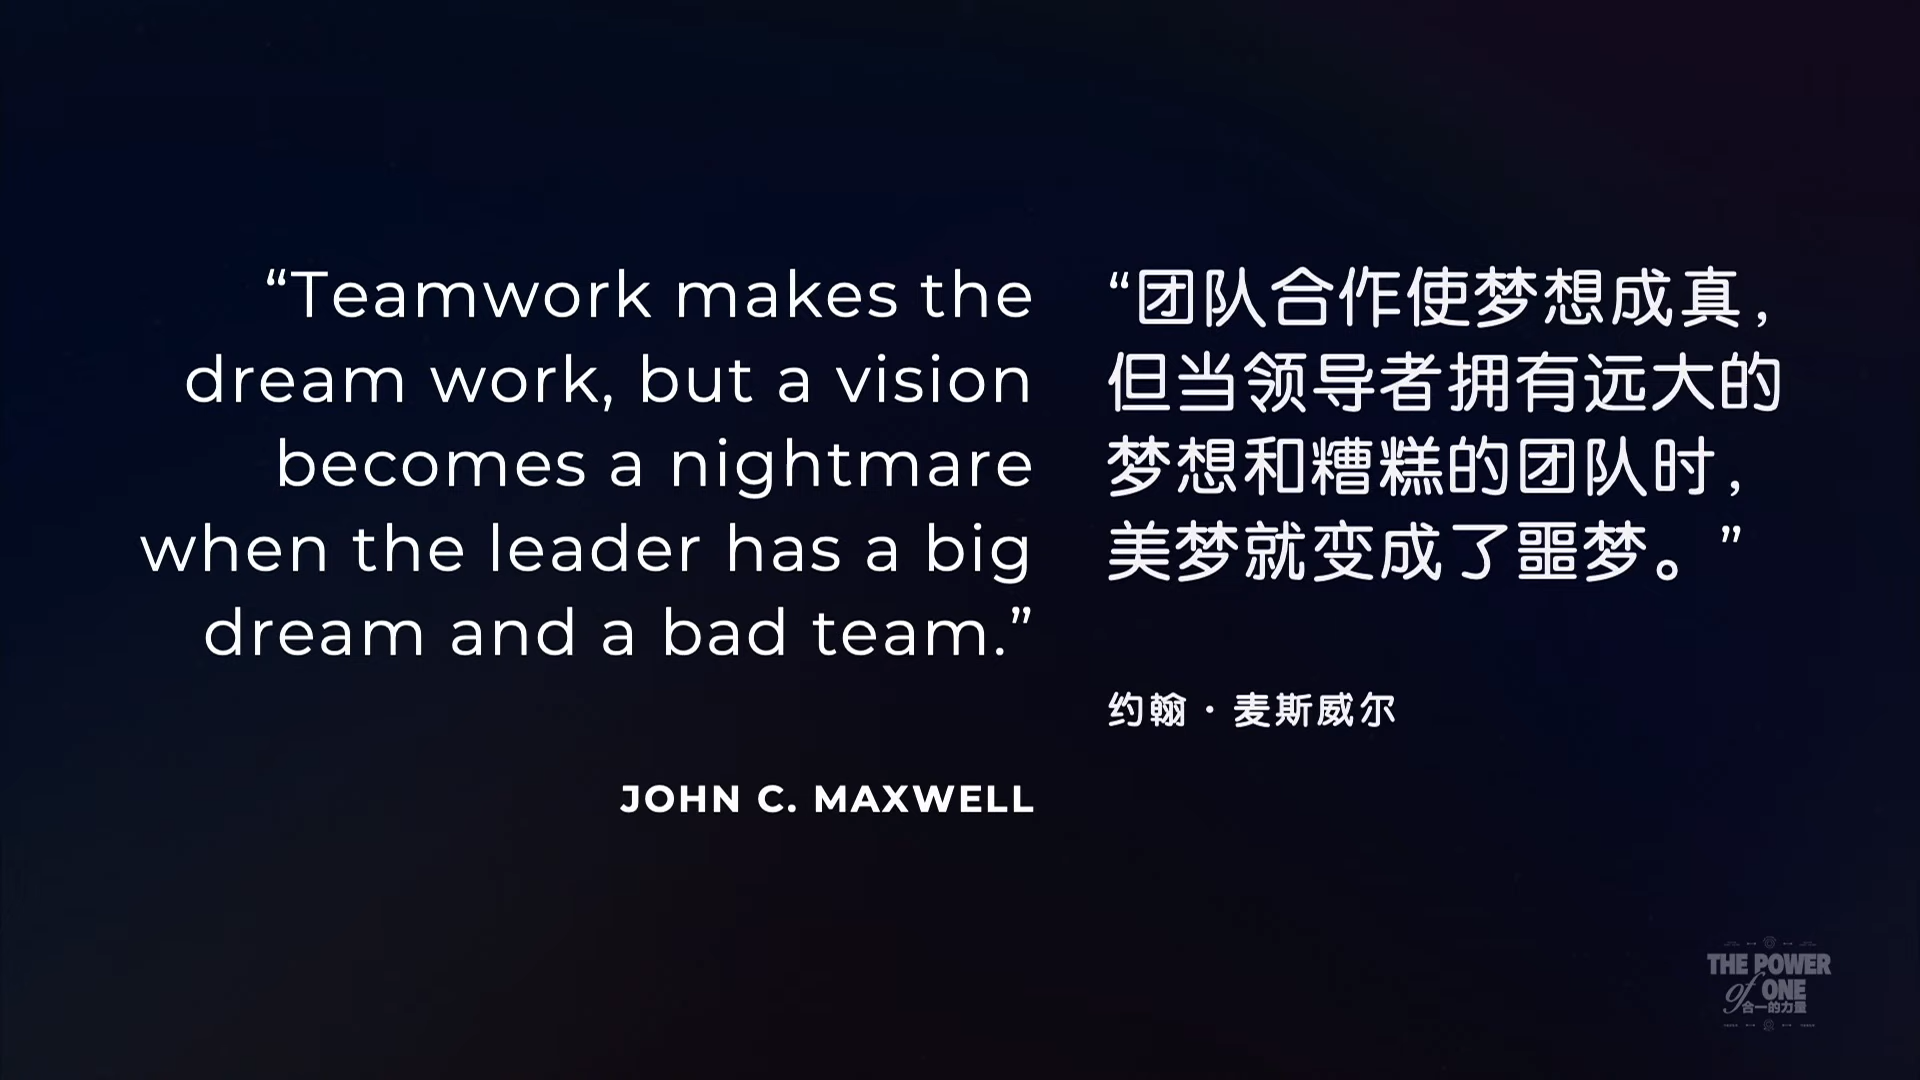 “Teamwork makes the
dream work, but a vision
becomes a nightmare
when the leader has a big
dream and a bad team.”
JOHN C. MAXWELL
“团队合作使梦想成真，
但当领导者拥有远大的
梦想和糟糕的团队时，
美梦就变成了噩梦。”
约翰・麦斯威尔
THE POWER
of ONE
合一的力量